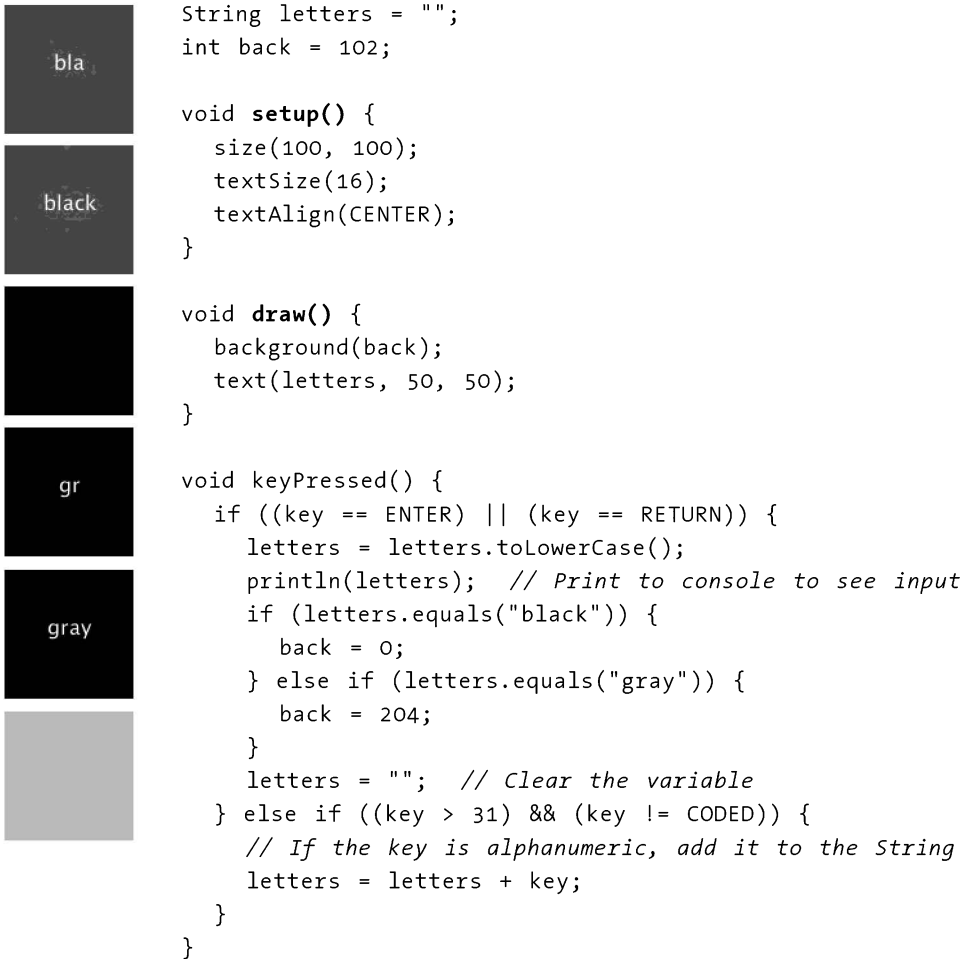 bla
black
gr
gray
String letters = "";
int back = 102;
void setup() {
size(100, 100);
textSize(16);
textAlign(CENTER);
}
void draw() {
background(back);
text(letters, 50, 50);
}
void keyPressed() {
if ((key == ENTER) || (key == RETURN)) {
letters = letters.toLowerCase();
println(letters); // Print to console to see input
if (letters.equals("black")) {
back = 0;
} else if (letters.equals("gray")) {
back = 204;
}
letters = ""; // Clear the variable
} else if ((key > 31) && (key != CODED)) {
// If the key is alphanumeric, add it to the String
letters = letters + key;
}
}